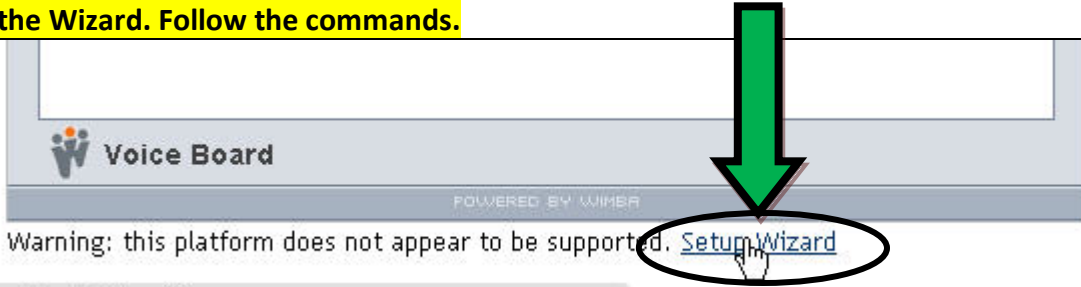 the Wizard. Follow the commands.
Voice Board
POWERED BY WIMBA
Warning: this platform does not appear to be supported. Setup Wizard